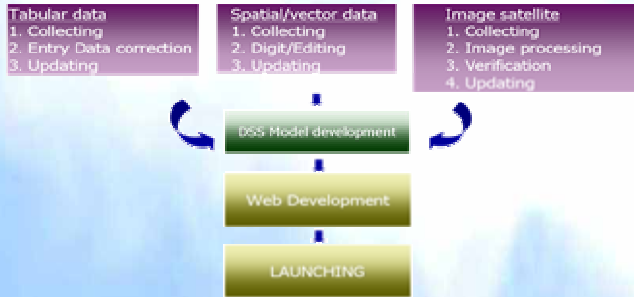 Tabular data
1. Collecting
2. Entry Data correction
3. Updating
Spatial/vector data
1. Collecting
2. Digit/Editing
3. Updating
Image satellite
1. Collecting
2. Image processing
3. Verification
4. Updating
DSS Model development
Web Development
LAUNCHING